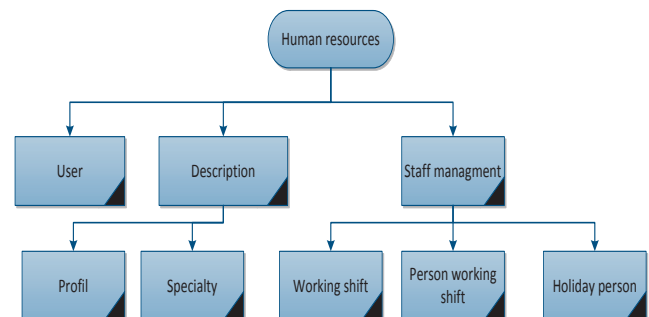 Human resources
User
Description
Staff managment
Profil
Specialty
Working shift
Person working
shift
Holiday person